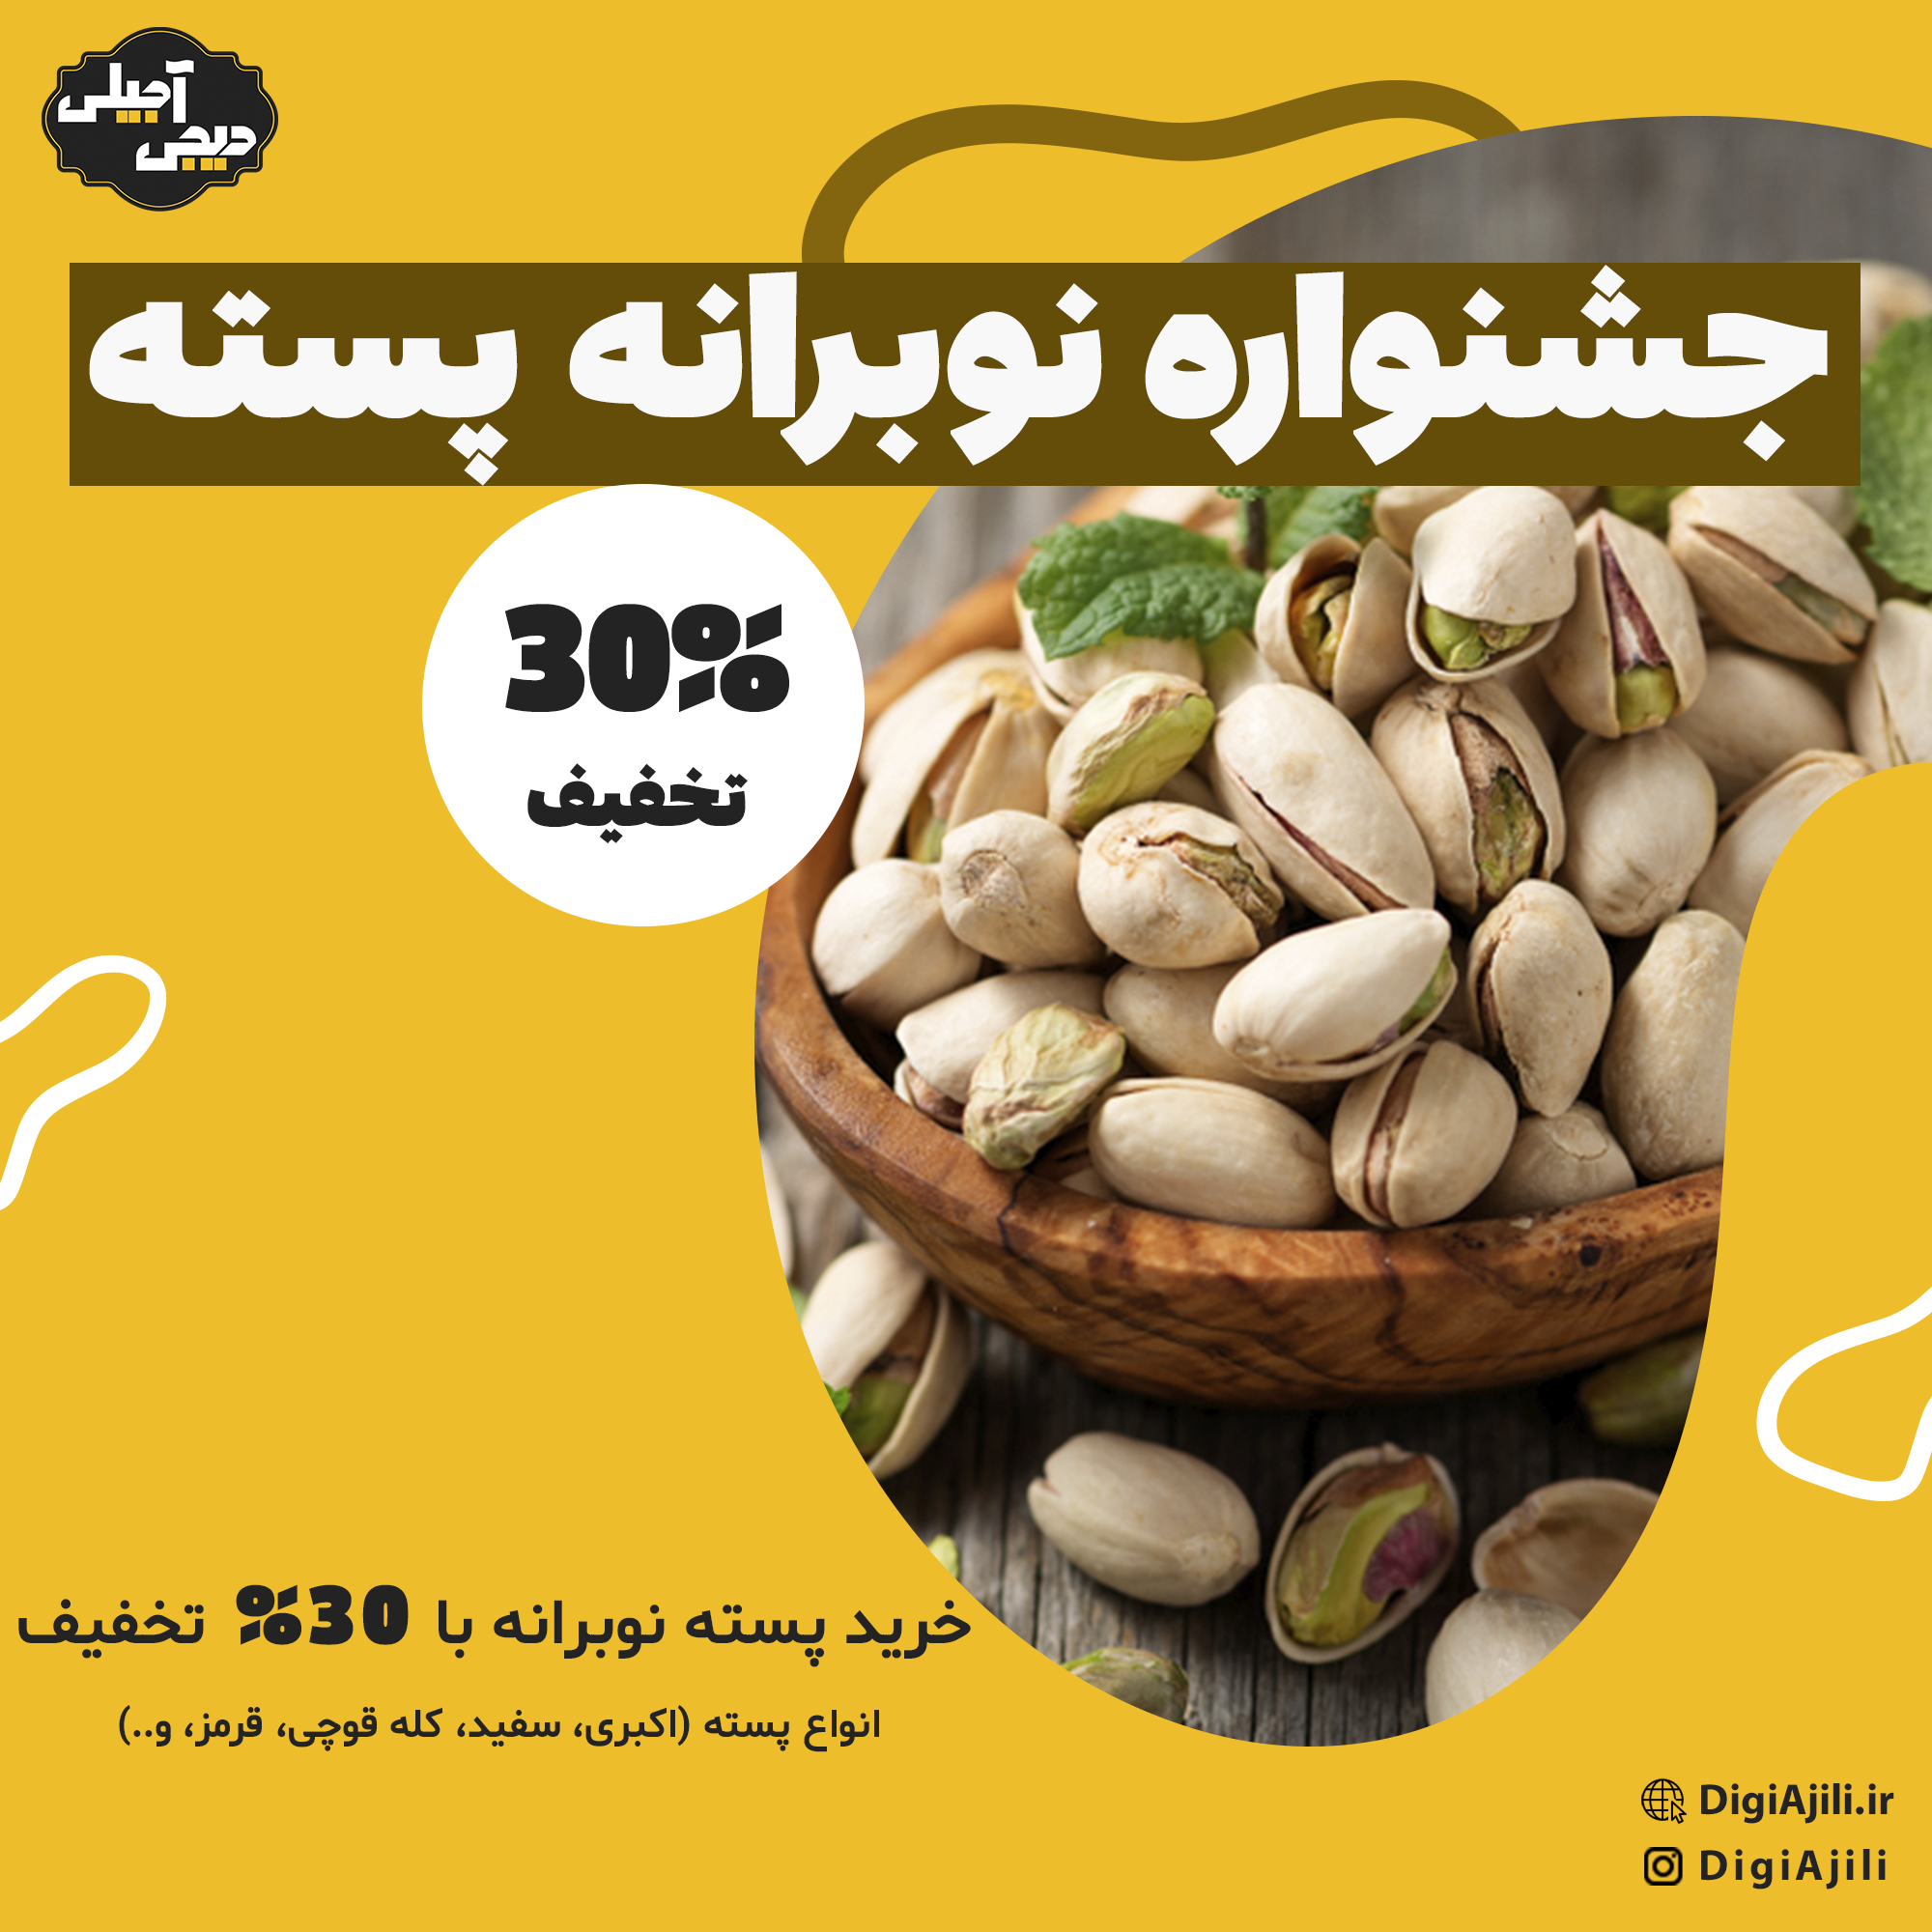 آجیلی
دیجی
جشنواره نوبرانه پسته
30%
تخفیف
خرید پسته نوبرانه با 30% تخفیف
انواع پسته (اکبری، سفید، کله قوچی، قرمز، و..)
DigiAjili.ir
DigiAjili